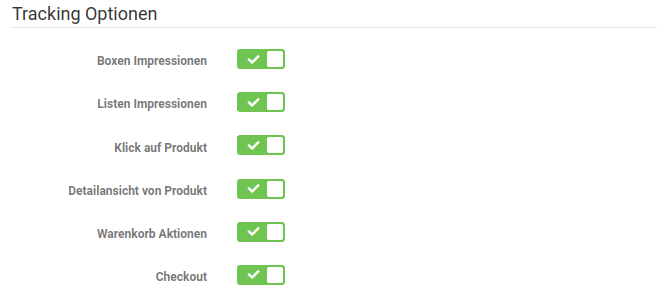 Tracking Optionen
Boxen Impressionen
Listen Impressionen
Klick auf Produkt
Detailansicht von Produkt
Warenkorb Aktionen
Checkout